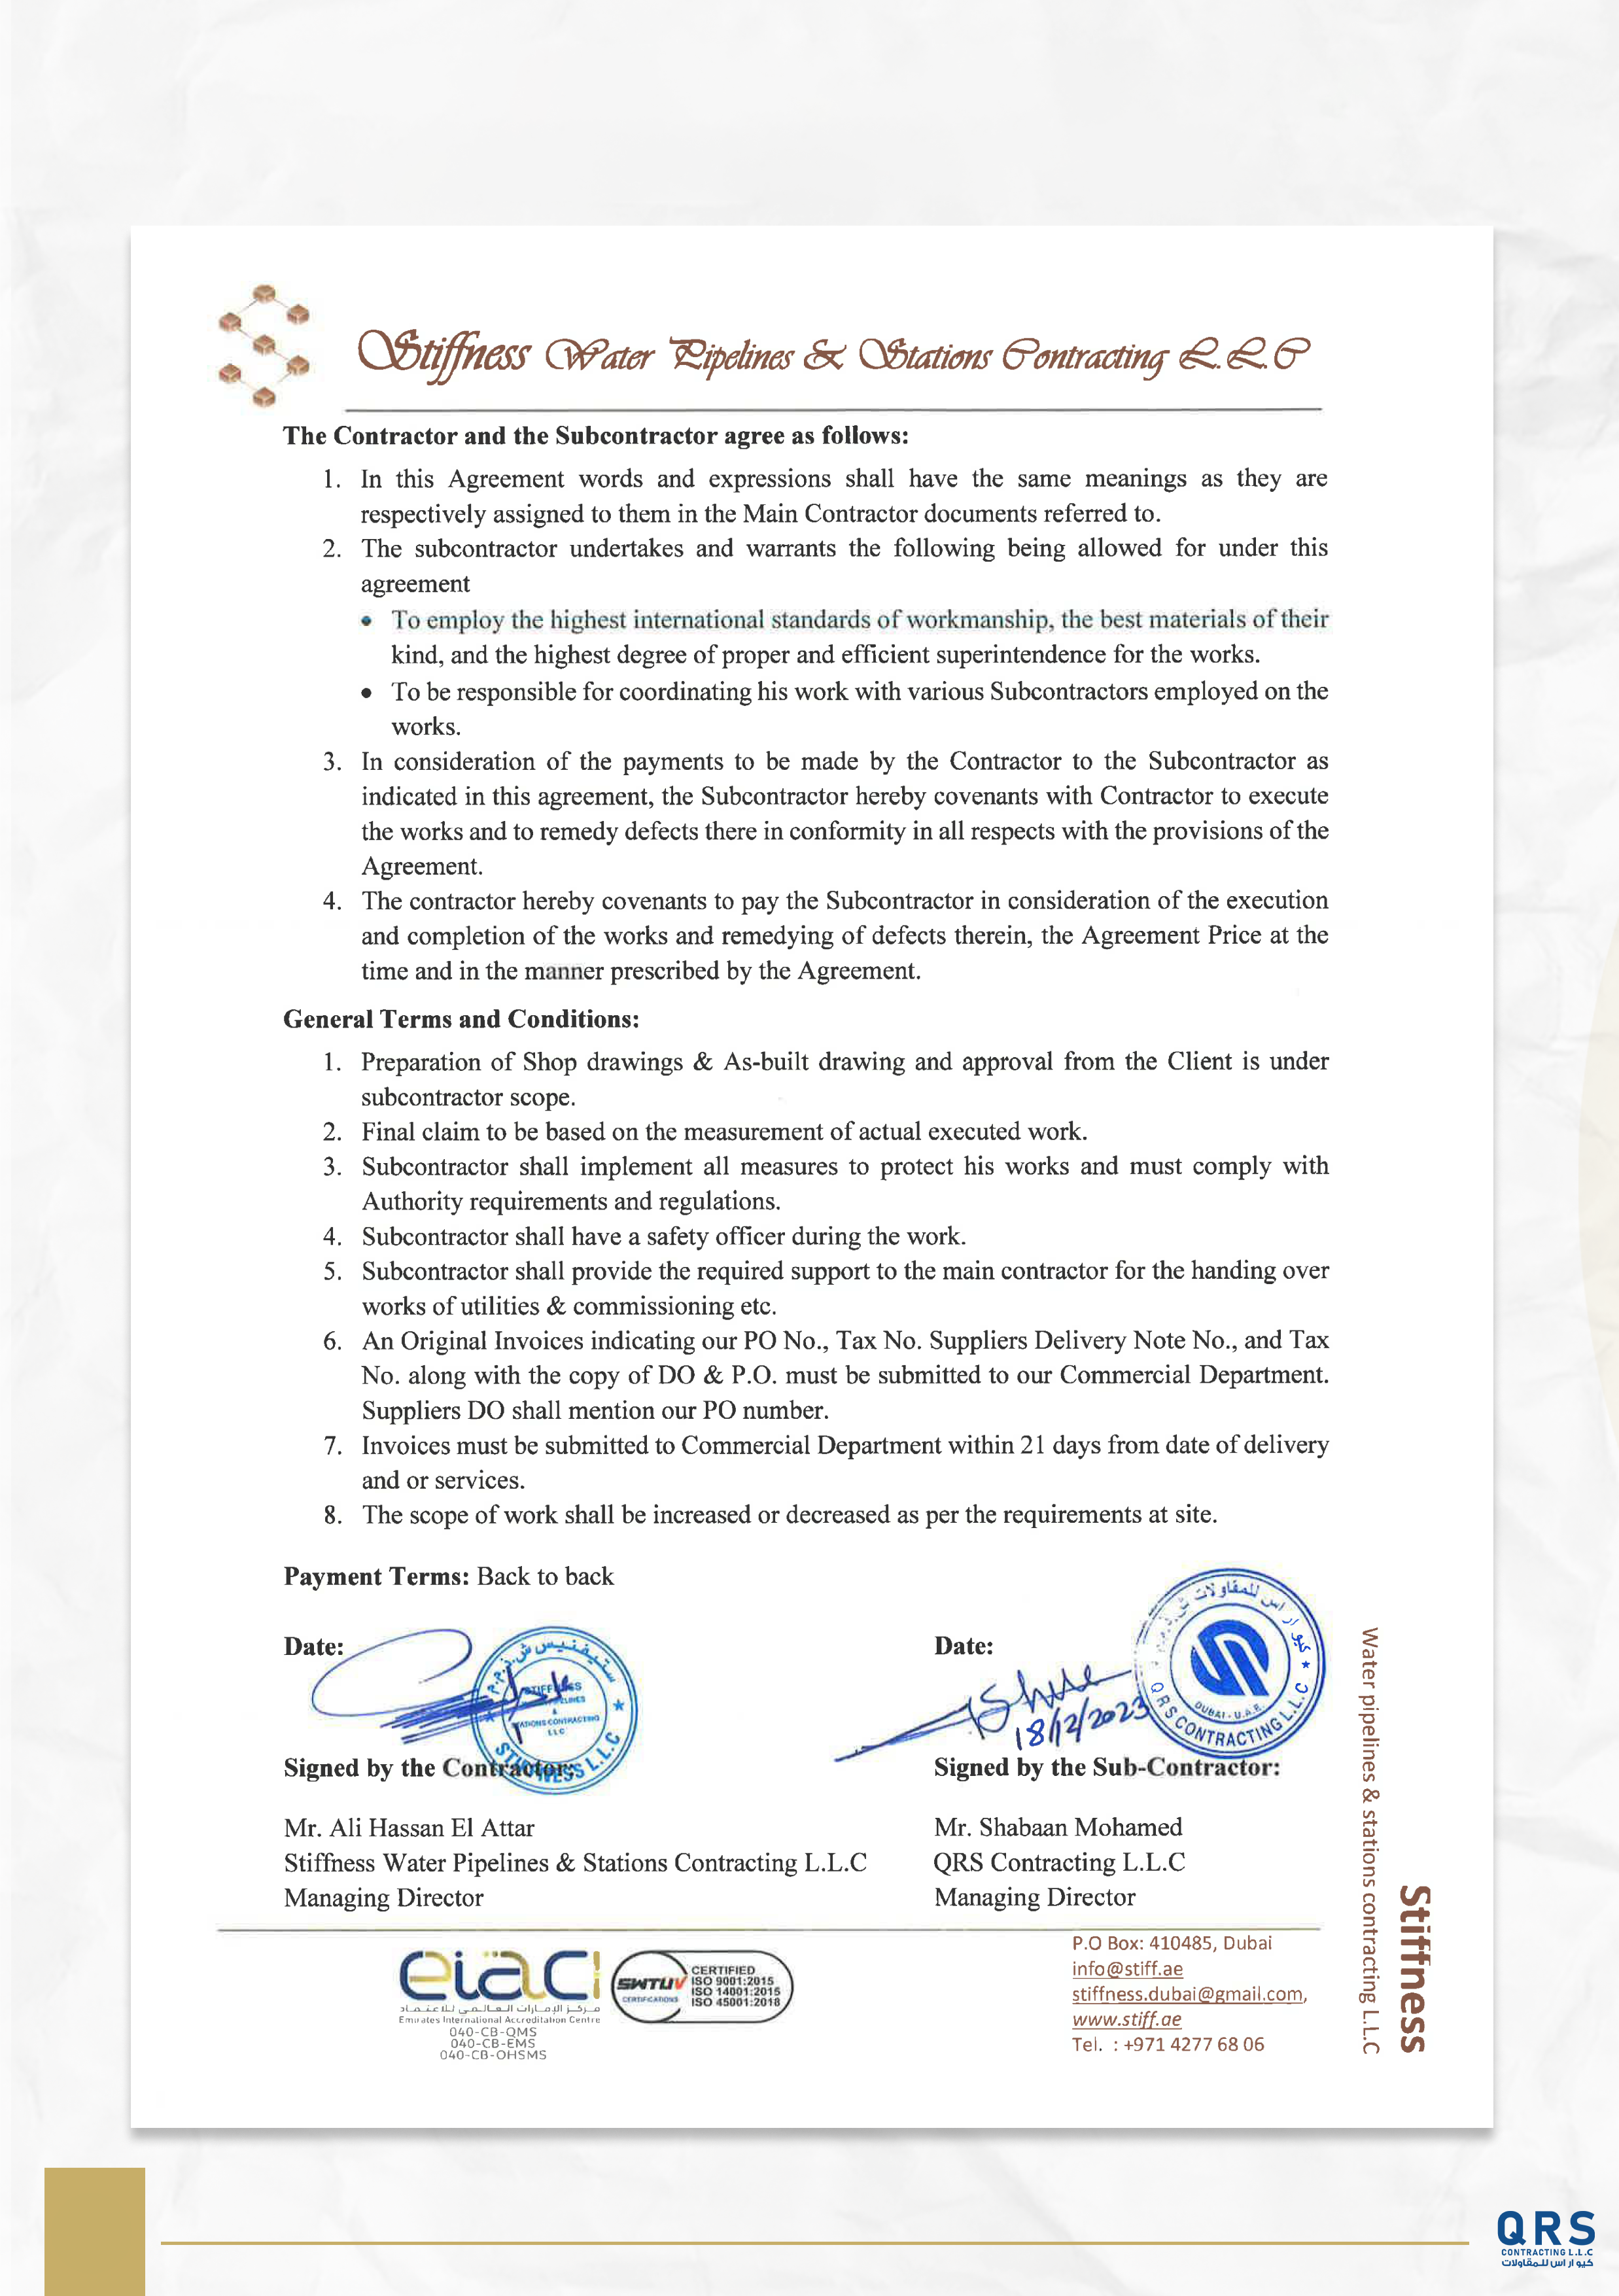 Stiffness Water Pipelines & Stations Contracting L.L.C
The Contractor and the Subcontractor agree as follows:
1. In this Agreement words and expressions shall have the same meanings as they are
respectively assigned to them in the Main Contractor documents referred to.
2. The subcontractor undertakes and warrants the following being allowed for under this
agreement
• To employ the highest international standards of workmanship, the best materials of their
kind, and the highest degree of proper and efficient superintendence for the works.
• To be responsible for coordinating his work with various Subcontractors employed on the
works.
3. In consideration of the payments to be made by the Contractor to the Subcontractor as
indicated in this agreement, the Subcontractor hereby covenants with Contractor to execute
the works and to remedy defects there in conformity in all respects with the provisions of the
Agreement.
4. The contractor hereby covenants to pay the Subcontractor in consideration of the execution
and completion of the works and remedying of defects therein, the Agreement Price at the
time and in the manner prescribed by the Agreement.
General Terms and Conditions:
1. Preparation of Shop drawings & As-built drawing and approval from the Client is under
subcontractor scope.
2. Final claim to be based on the measurement of actual executed work.
3. Subcontractor shall implement all measures to protect his works and must comply with
Authority requirements and regulations.
4. Subcontractor shall have a safety officer during the work.
5. Subcontractor shall provide the required support to the main contractor for the handing over
works of utilities & commissioning etc.
6. An Original Invoices indicating our PO No., Tax No. Suppliers Delivery Note No., and Tax
No. along with the copy of DO & P.O. must be submitted to our Commercial Department.
Suppliers DO shall mention our PO number.
7. Invoices must be submitted to Commercial Department within 21 days from date of delivery
and or services.
8. The scope of work shall be increased or decreased as per the requirements at site.
Payment Terms: Back to back
Date:
ستيفنيس ش.ذ.م.م
STIFFNESS
PIPELINES
&
STATIONS CONTRACTING
LLC
STIFFNESS L.L.C
Signed by the Contractor:
Mr. Ali Hassan El Attar
Stiffness Water Pipelines & Stations Contracting L.L.C
Managing Director
Date:
18/12/2023
كيو ار اس للمقاولات ش.ذ.م.م
DUBAI - U.A.E.
QRS CONTRACTING L.L.C
Signed by the Sub-Contractor:
Mr. Shabaan Mohamed
QRS Contracting L.L.C
Managing Director
Water pipelines & stations contracting L.L.C
Stiffness
eiac
مركز الإمارات العالمي للاعتماد
Emirates International Accreditation Centre
040-CB-QMS
040-CB-EMS
040-CB-OHSMS
SWTUV
CERTIFICATIONS
CERTIFIED
ISO 9001:2015
ISO 14001:2015
ISO 45001:2018
P.O Box: 410485, Dubai
info@stiff.ae
stiffness.dubai@gmail.com,
www.stiff.ae
Tel. : +971 4277 68 06
QRS
CONTRACTING L.L.C
كيو ار اس للمقاولات